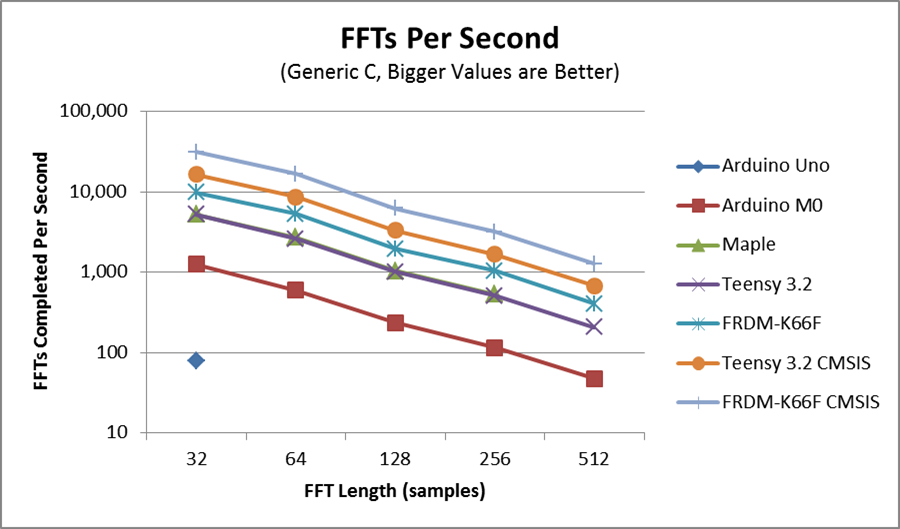 FFTs Per Second
(Generic C, Bigger Values are Better)
FFTs Completed Per Second
100,000
10,000
1,000
100
10
32 64 128 256 512
FFT Length (samples)
Arduino Uno
Arduino M0
Maple
Teensy 3.2
FRDM-K66F
Teensy 3.2 CMSIS
FRDM-K66F CMSIS